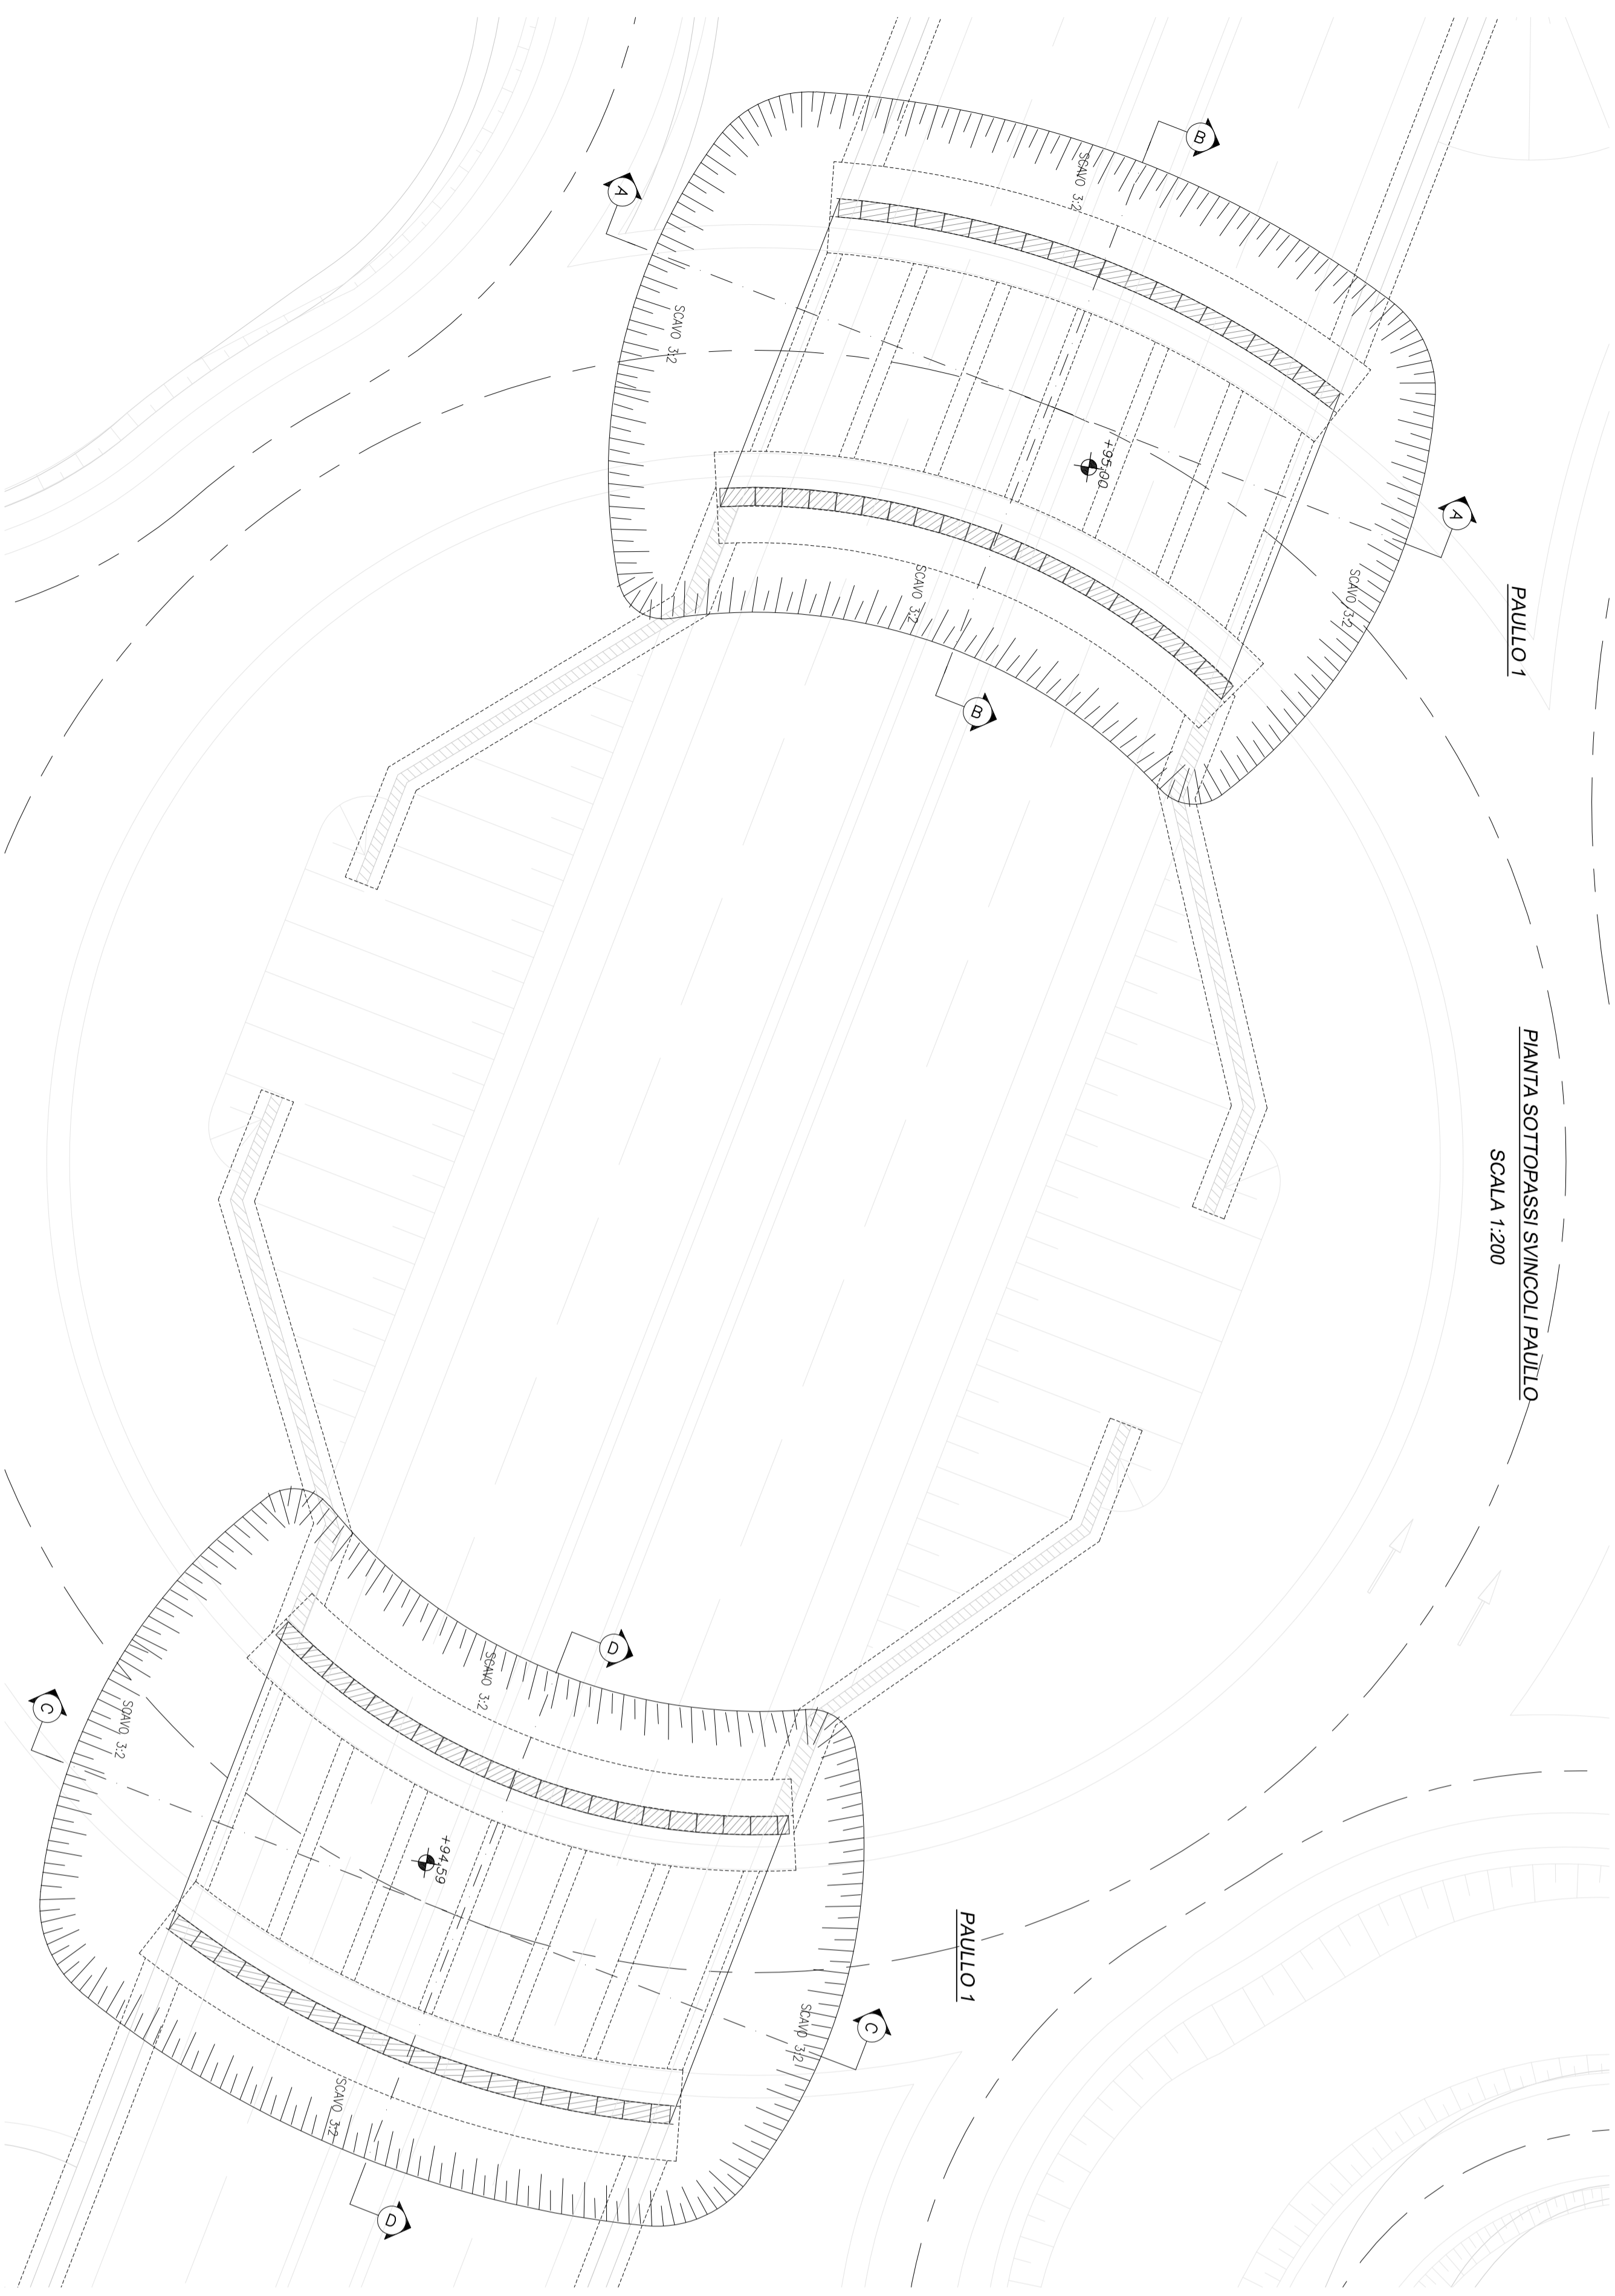 PIANTA SOTTOPASSI SVINCOLI PAULLO
SCALA 1:200
PAULLO 1
B
SCAVO 3:2
A
SCAVO 3:2
+95,00
A
SCAVO 3:2
SCAVO 3:2
B
PAULLO 1
D
SCAVO 3:2
C
SCAVO 3:2
+94,59
C
SCAVO 3:2
SCAVO 3:2
D